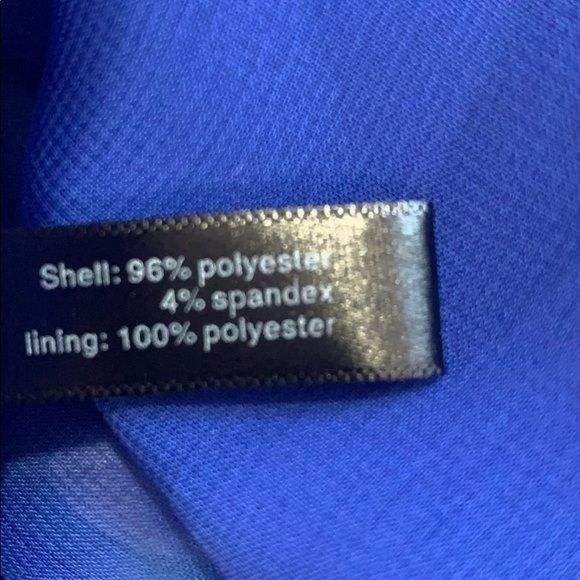 Shell: 96% polyester
4% spandex
lining: 100% polyester